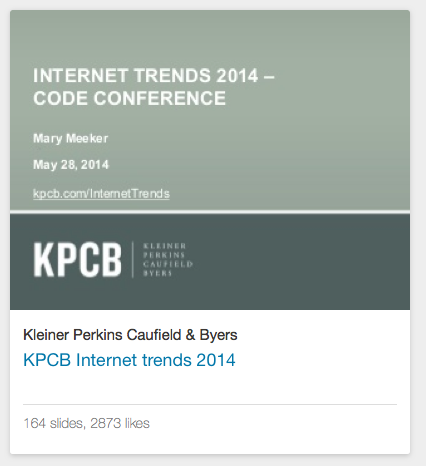 INTERNET TRENDS 2014 –
CODE CONFERENCE
Mary Meeker
May 28, 2014
kpcb.com/InternetTrends
KPCB
KLEINER
PERKINS
CAUFIELD
BYERS
Kleiner Perkins Caufield & Byers
KPCB Internet trends 2014
164 slides, 2873 likes